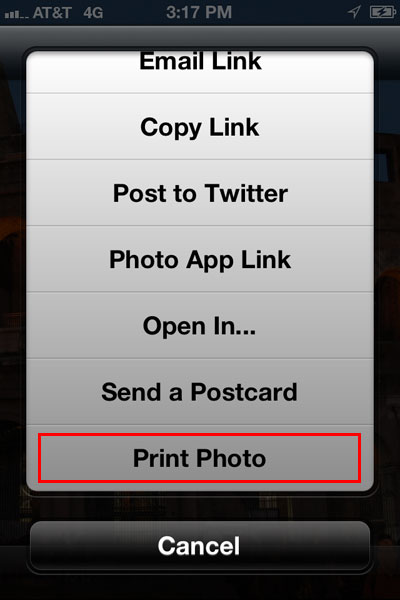 AT&T 4G 3:17 PM
Email Link
Copy Link
Post to Twitter
Photo App Link
Open In...
Send a Postcard
Print Photo
Cancel